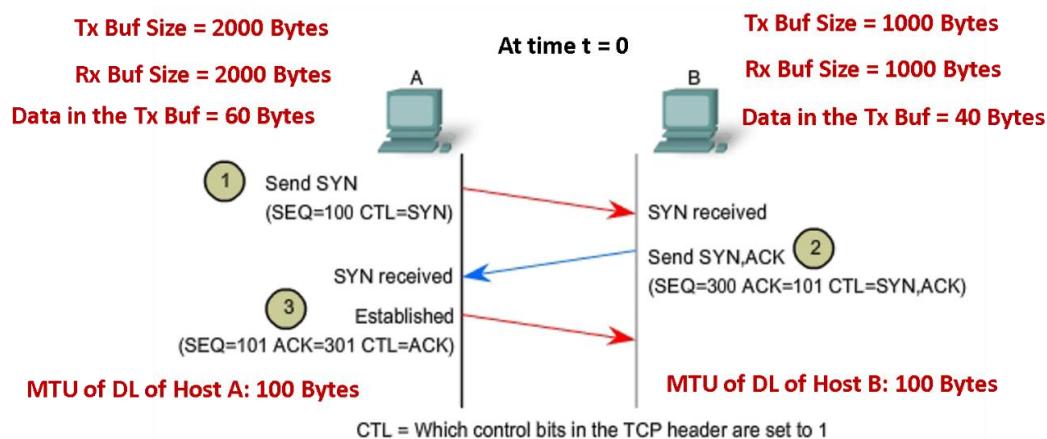 Tx Buf Size = 2000 Bytes
Rx Buf Size = 2000 Bytes
Data in the Tx Buf = 60 Bytes
At time t = 0
Tx Buf Size = 1000 Bytes
Rx Buf Size = 1000 Bytes
Data in the Tx Buf = 40 Bytes
A
B
1
Send SYN
(SEQ=100 CTL=SYN)
SYN received
Send SYN,ACK
2
(SEQ=300 ACK=101 CTL=SYN,ACK)
SYN received
3
Established
(SEQ=101 ACK=301 CTL=ACK)
MTU of DL of Host A: 100 Bytes
MTU of DL of Host B: 100 Bytes
CTL = Which control bits in the TCP header are set to 1